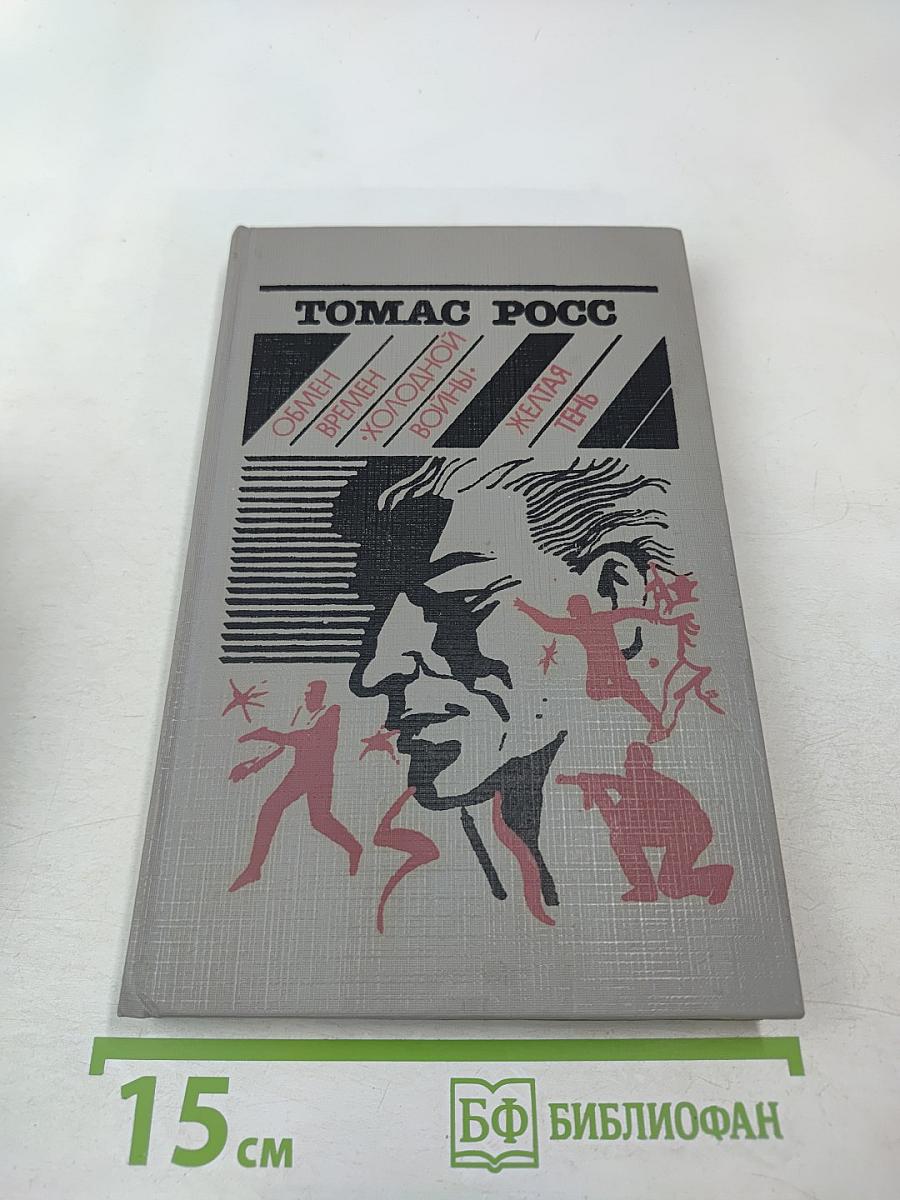 ТОМАС РОСС
ОБМЕН
ВРЕМЕН
·ХОЛОДНОЙ
ВОЙНЫ·
ЖЕЛТАЯ
ТЕНЬ
15 см
БФ БИБЛИОФАН